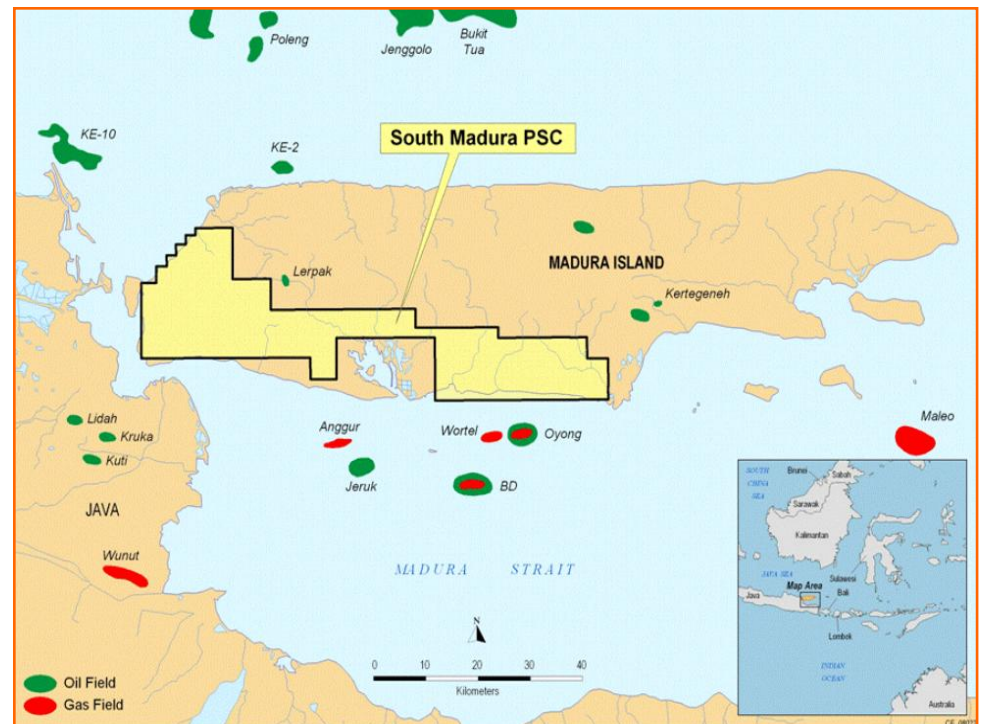 Poleng
Jenggolo
Bukit
Tua
KE-10
KE-2
South Madura PSC
Lerpak
MADURA ISLAND
Kertegeneh
Lidah
Kruka
Kuti
Anggur
Wortel
Oyong
Maleo
Jeruk
BD
JAVA
Wunut
MADURA STRAIT
N
0 10 20 30 40
Kilometers
Oil Field
Gas Field
SOUTH
CHINA
SEA
Brunei
Sabah
Sarawak
Kalimantan
JAVA SEA
Sulawesi
Map Area
Java
Bali
Lombok
INDIAN
OCEAN
Australia